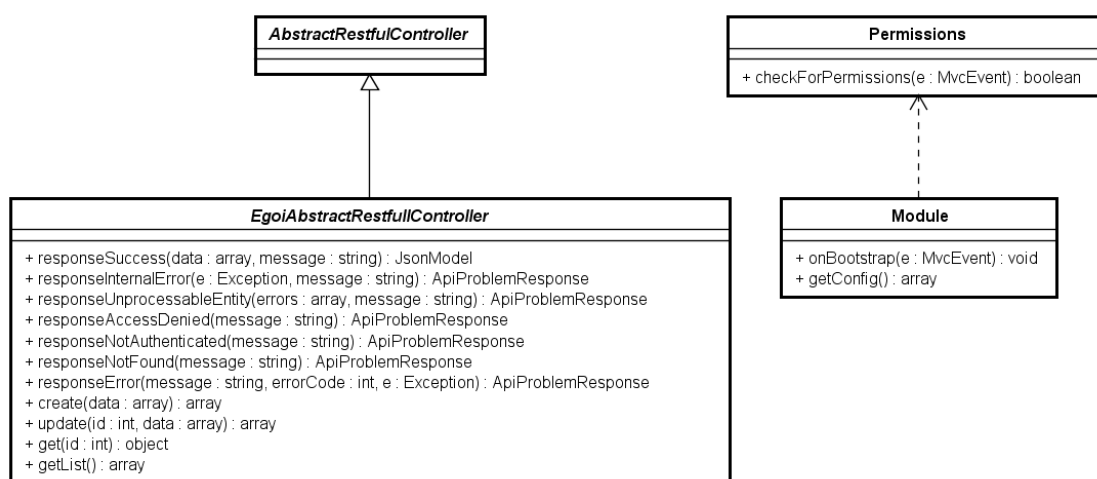 AbstractRestfulController
Permissions
+ checkForPermissions(e : MvcEvent) : boolean
EgoiAbstractRestfullController
+ responseSuccess(data : array, message : string) : JsonModel
+ responseInternalError(e : Exception, message : string) : ApiProblemResponse
+ responseUnprocessableEntity(errors : array, message : string) : ApiProblemResponse
+ responseAccessDenied(message : string) : ApiProblemResponse
+ responseNotAuthenticated(message : string) : ApiProblemResponse
+ responseNotFound(message : string) : ApiProblemResponse
+ responseError(message : string, errorCode : int, e : Exception) : ApiProblemResponse
+ create(data : array) : array
+ update(id : int, data : array) : array
+ get(id : int) : object
+ getList() : array
Module
+ onBootstrap(e : MvcEvent) : void
+ getConfig() : array